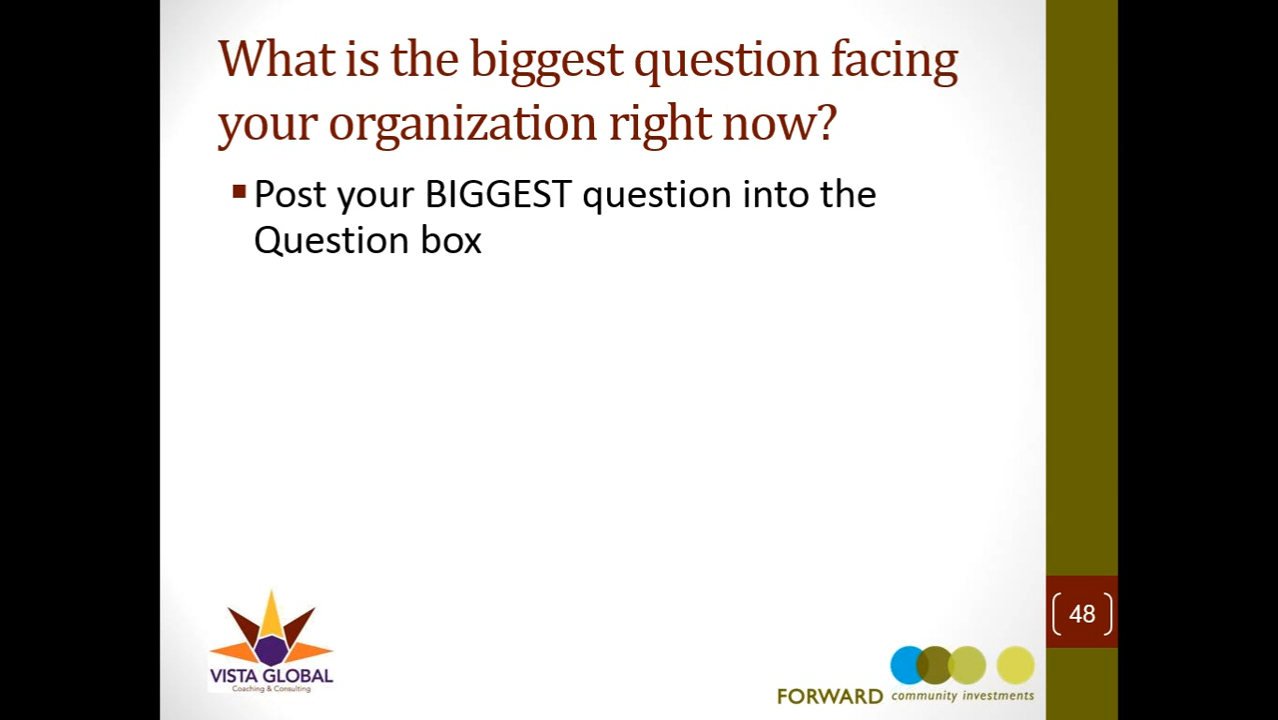 What is the biggest question facing
your organization right now?
Post your BIGGEST question into the
Question box
48
VISTA GLOBAL
Coaching & Consulting
FORWARD community investments